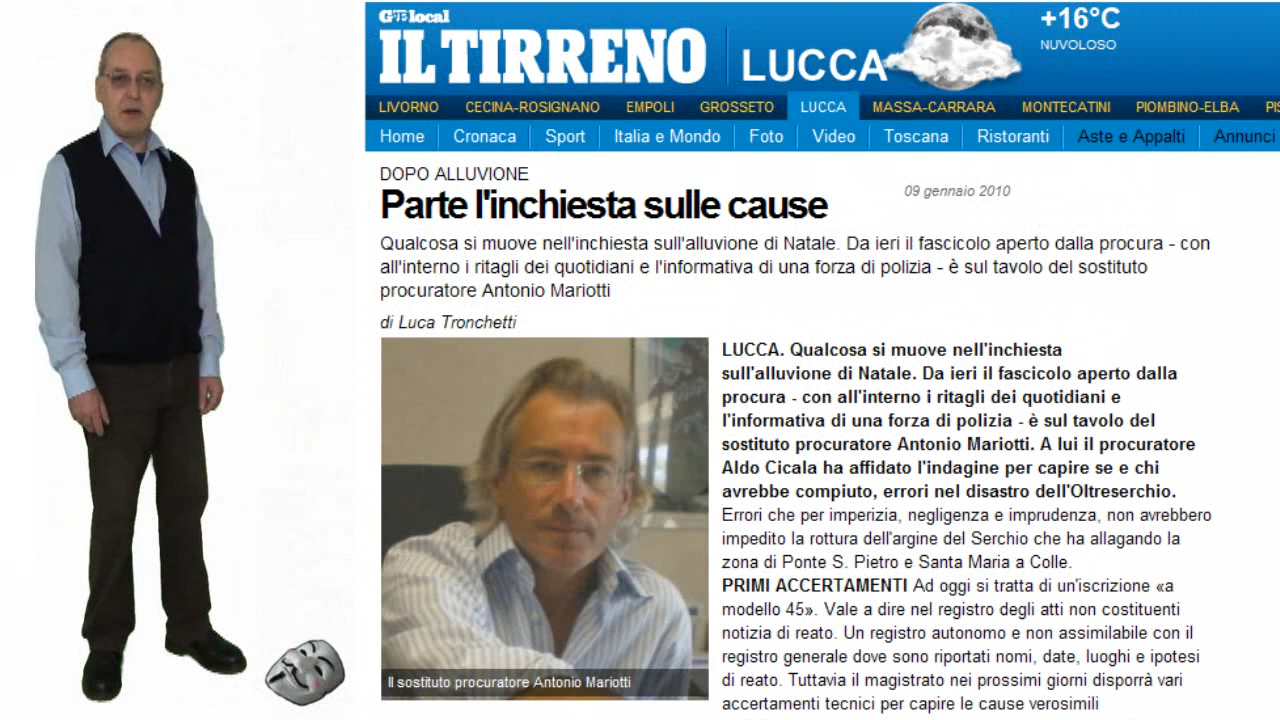 G 15 local
IL TIRRENO
LUCCA
+16°C
NUVOLOSO
LIVORNO CECINA-ROSIGNANO EMPOLI GROSSETO LUCCA MASSA-CARRARA MONTECATINI PIOMBINO-ELBA PIS
Home Cronaca Sport Italia e Mondo Foto Video Toscana Ristoranti Aste e Appalti Annunci
DOPO ALLUVIONE
Parte l'inchiesta sulle cause
09 gennaio 2010
Qualcosa si muove nell'inchiesta sull'alluvione di Natale. Da ieri il fascicolo aperto dalla procura - con
all'interno i ritagli dei quotidiani e l'informativa di una forza di polizia - è sul tavolo del sostituto
procuratore Antonio Mariotti
di Luca Tronchetti
LUCCA. Qualcosa si muove nell'inchiesta
sull'alluvione di Natale. Da ieri il fascicolo aperto dalla
procura - con all'interno i ritagli dei quotidiani e
l'informativa di una forza di polizia - è sul tavolo del
sostituto procuratore Antonio Mariotti. A lui il procuratore
Aldo Cicala ha affidato l'indagine per capire se e chi
avrebbe compiuto, errori nel disastro dell'Oltreserchio.
Errori che per imperizia, negligenza e imprudenza, non avrebbero
impedito la rottura dell'argine del Serchio che ha allagando la
zona di Ponte S. Pietro e Santa Maria a Colle.
PRIMI ACCERTAMENTI Ad oggi si tratta di un'iscrizione «a
modello 45». Vale a dire nel registro degli atti non costituenti
notizia di reato. Un registro autonomo e non assimilabile con il
registro generale dove sono riportati nomi, date, luoghi e ipotesi
di reato. Tuttavia il magistrato nei prossimi giorni disporrà vari
accertamenti tecnici per capire le cause verosimili
Il sostituto procuratore Antonio Mariotti